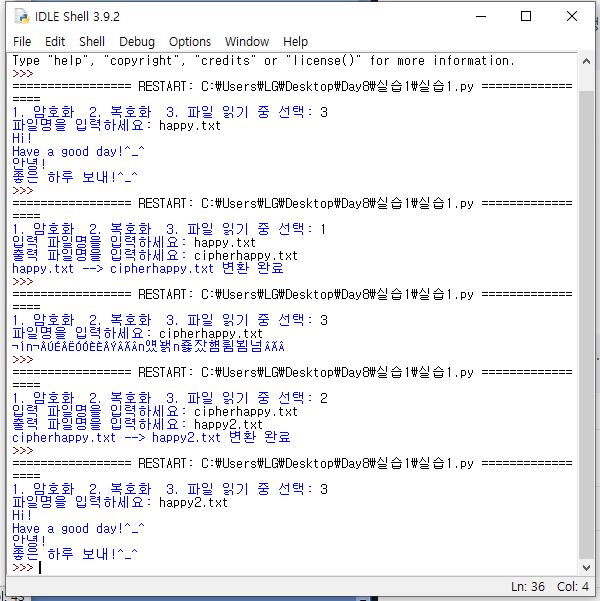 IDLE Shell 3.9.2
File Edit Shell Debug Options Window Help
Type "help", "copyright", "credits" or "license()" for more information.
>>>
================ RESTART: C:\Users\LG\Desktop\Day8\실습1\실습1.py ================
1. 암호화 2. 복호화 3. 파일 읽기 중 선택: 3
파일명을 입력하세요: happy.txt
Hi!
Have a good day!^_^
안녕!
좋은 하루 보내!^_^
>>>
================ RESTART: C:\Users\LG\Desktop\Day8\실습1\실습1.py ================
1. 암호화 2. 복호화 3. 파일 읽기 중 선택: 1
입력 파일명을 입력하세요: happy.txt
출력 파일명을 입력하세요: cipherhappy.txt
happy.txt --> cipherhappy.txt 변환 완료
>>>
================ RESTART: C:\Users\LG\Desktop\Day8\실습1\실습1.py ================
1. 암호화 2. 복호화 3. 파일 읽기 중 선택: 3
파일명을 입력하세요: cipherhappy.txt
>>>
================ RESTART: C:\Users\LG\Desktop\Day8\실습1\실습1.py ================
1. 암호화 2. 복호화 3. 파일 읽기 중 선택: 2
입력 파일명을 입력하세요: cipherhappy.txt
출력 파일명을 입력하세요: happy2.txt
cipherhappy.txt --> happy2.txt 변환 완료
>>>
================ RESTART: C:\Users\LG\Desktop\Day8\실습1\실습1.py ================
1. 암호화 2. 복호화 3. 파일 읽기 중 선택: 3
파일명을 입력하세요: happy2.txt
Hi!
Have a good day!^_^
안녕!
좋은 하루 보내!^_^
>>>
Ln: 36 Col: 4